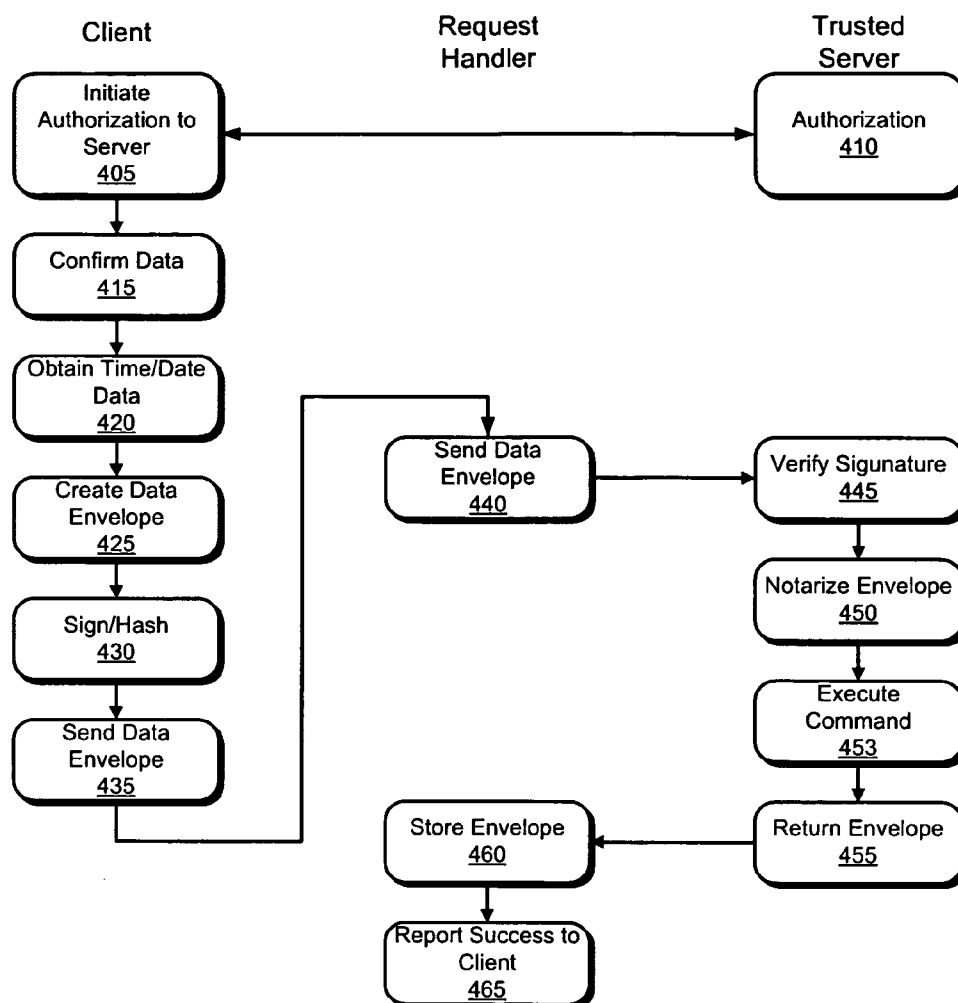 Client
Request
Handler
Trusted
Server
Initiate
Authorization to
Server
405
Authorization
410
Confirm Data
415
Obtain Time/Date
Data
420
Create Data
Envelope
425
Sign/Hash
430
Send Data
Envelope
435
Send Data
Envelope
440
Verify Sigunature
445
Notarize Envelope
450
Execute
Command
453
Return Envelope
455
Store Envelope
460
Report Success to
Client
465